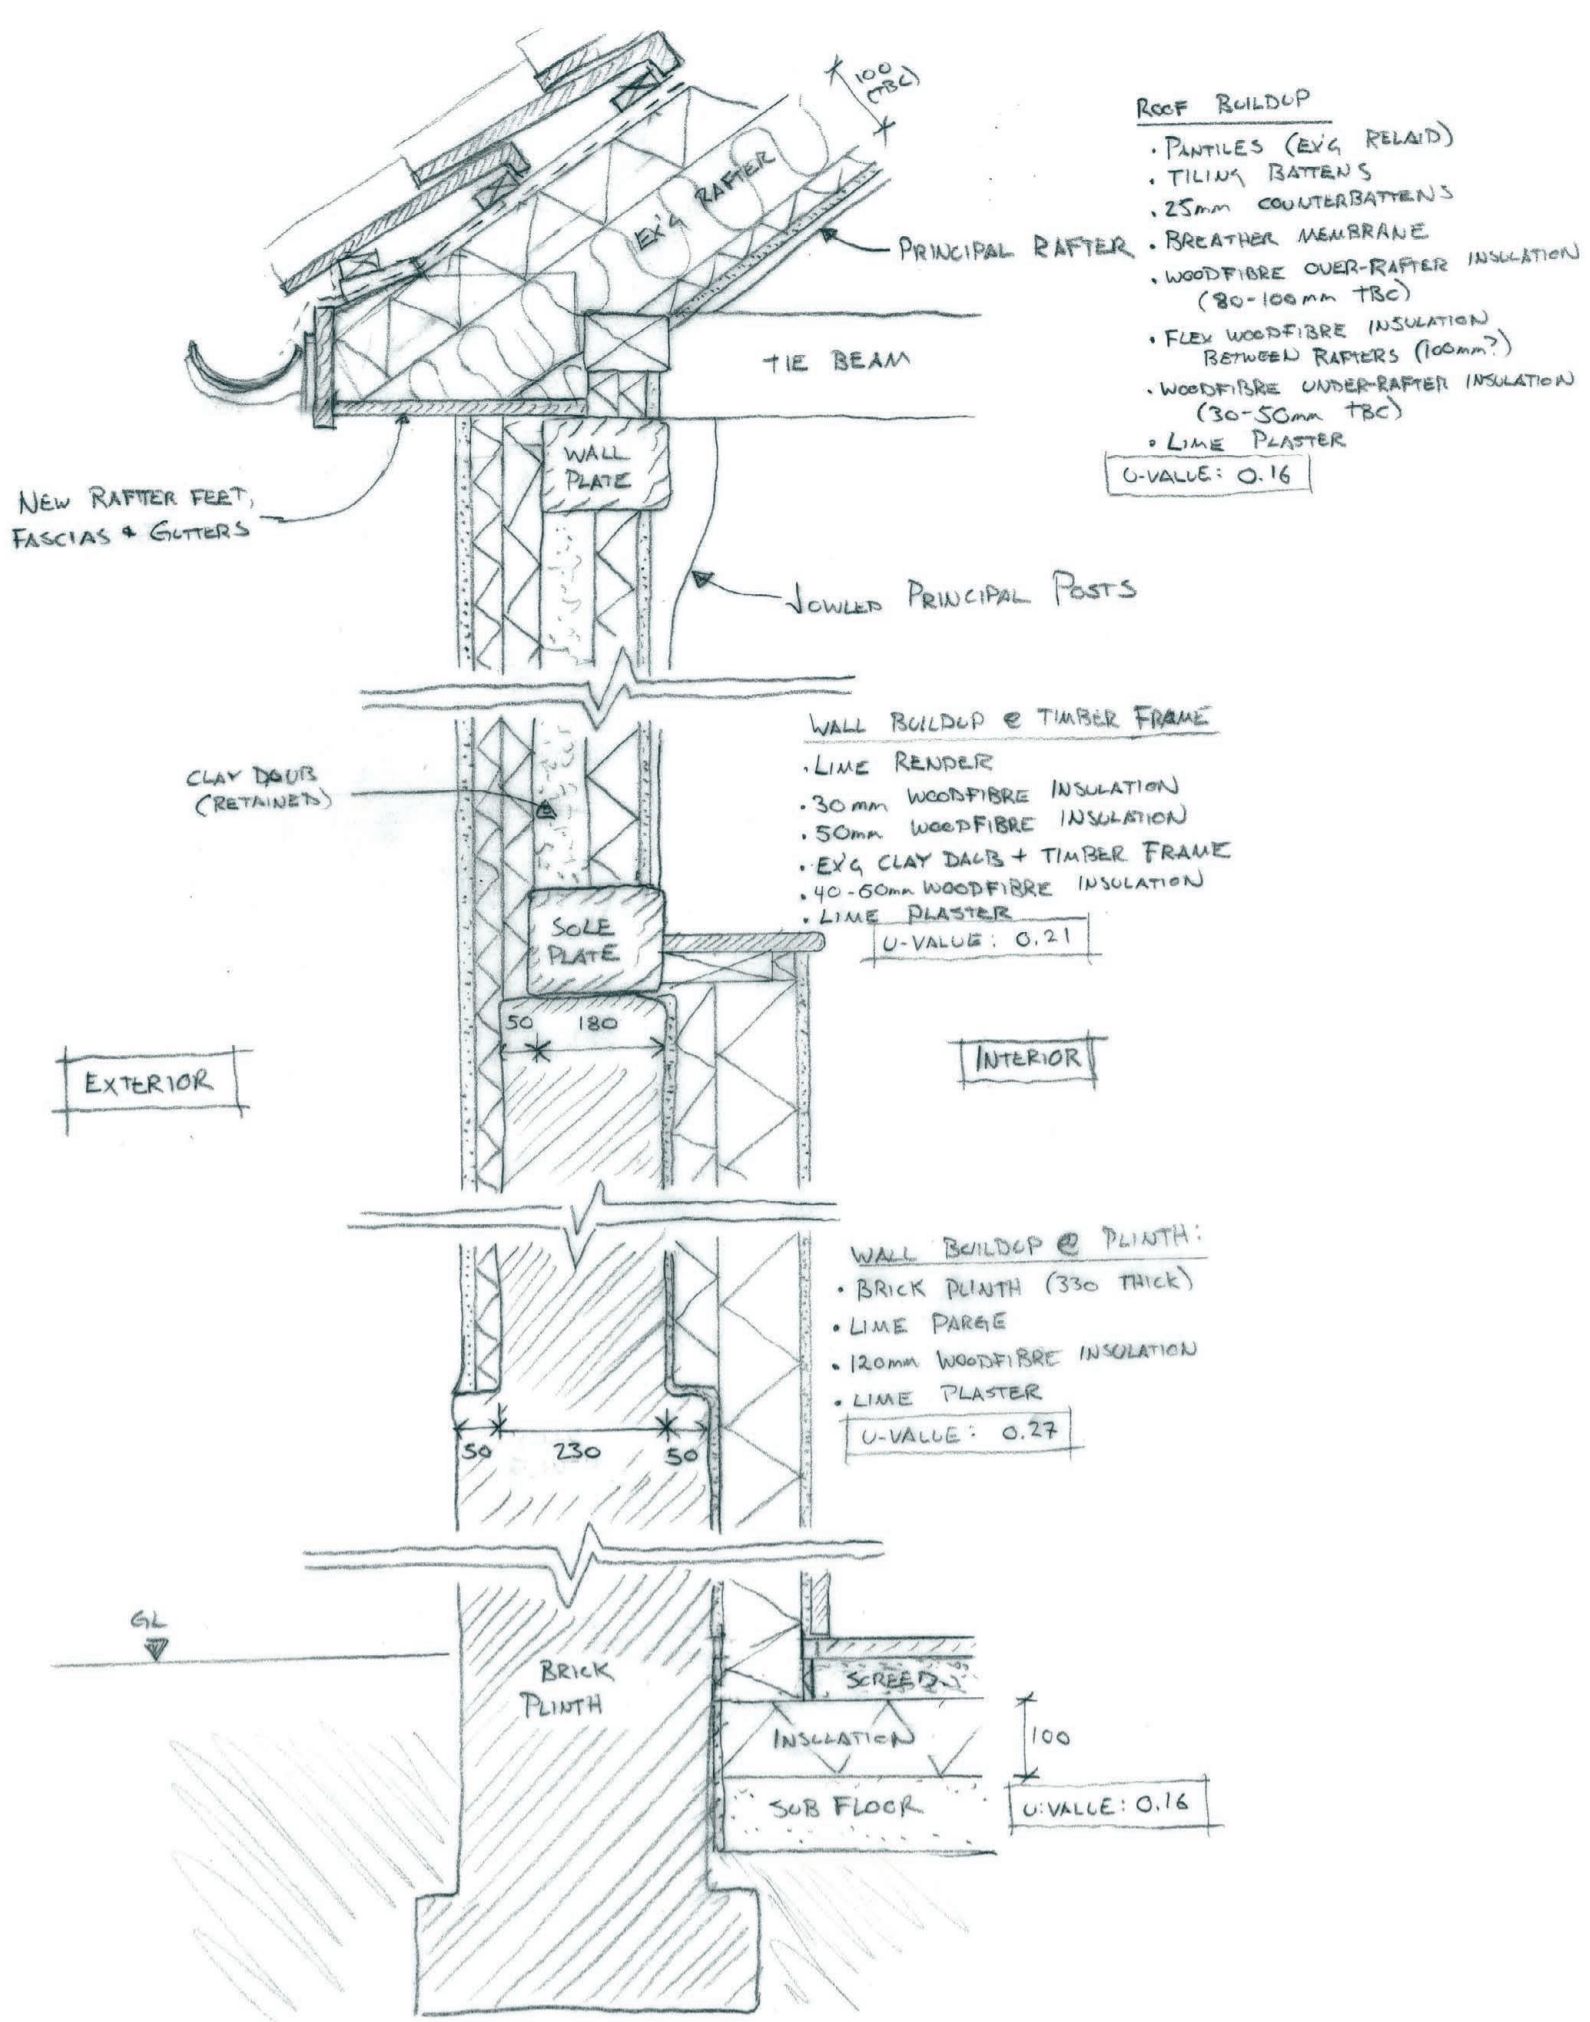 100
(TBC)
ROOF BUILDUP
• PANTILES (EX'G RELAID)
• TILING BATTENS
• 25mm COUNTERBATTENS
• BREATHER MEMBRANE
• WOODFIBRE OVER-RAFTER INSULATION
(80-100mm TBC)
• FLEX WOODFIBRE INSULATION
BETWEEN RAFTERS (100mm?)
• WOODFIBRE UNDER-RAFTER INSULATION
(30-50mm TBC)
• LIME PLASTER
U-VALUE: 0.16
EX'G RAFTER
PRINCIPAL RAFTER
TIE BEAM
WALL
PLATE
NEW RAFTER FEET,
FASCIAS & GUTTERS
JOWLED PRINCIPAL POSTS
WALL BUILDUP @ TIMBER FRAME
• LIME RENDER
• 30mm WOODFIBRE INSULATION
• 50mm WOODFIBRE INSULATION
• EX'G CLAY DAUB + TIMBER FRAME
• 40-60mm WOODFIBRE INSULATION
• LIME PLASTER
U-VALUE: 0.21
CLAY DAUB
(RETAINED)
SOLE
PLATE
50 180
EXTERIOR
INTERIOR
WALL BUILDUP @ PLINTH:
• BRICK PLINTH (330 THICK)
• LIME PARGE
• 120mm WOODFIBRE INSULATION
• LIME PLASTER
U-VALUE: 0.27
50 230 50
GL
BRICK
PLINTH
SCREED
INSULATION
100
SUB FLOOR
U-VALUE: 0.16